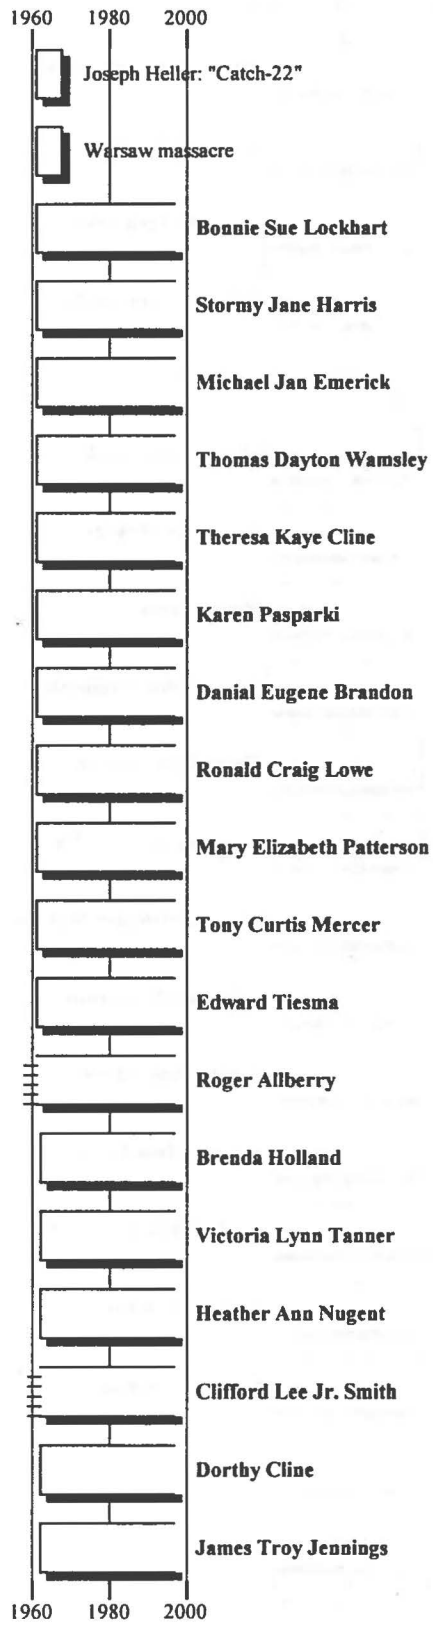 1960 1980 2000
Joseph Heller: "Catch-22"
Warsaw massacre
Bonnie Sue Lockhart
Stormy Jane Harris
Michael Jan Emerick
Thomas Dayton Wamsley
Theresa Kaye Cline
Karen Pasparki
Danial Eugene Brandon
Ronald Craig Lowe
Mary Elizabeth Patterson
Tony Curtis Mercer
Edward Tiesma
Roger Allberry
Brenda Holland
Victoria Lynn Tanner
Heather Ann Nugent
Clifford Lee Jr. Smith
Dorthy Cline
James Troy Jennings
1960 1980 2000